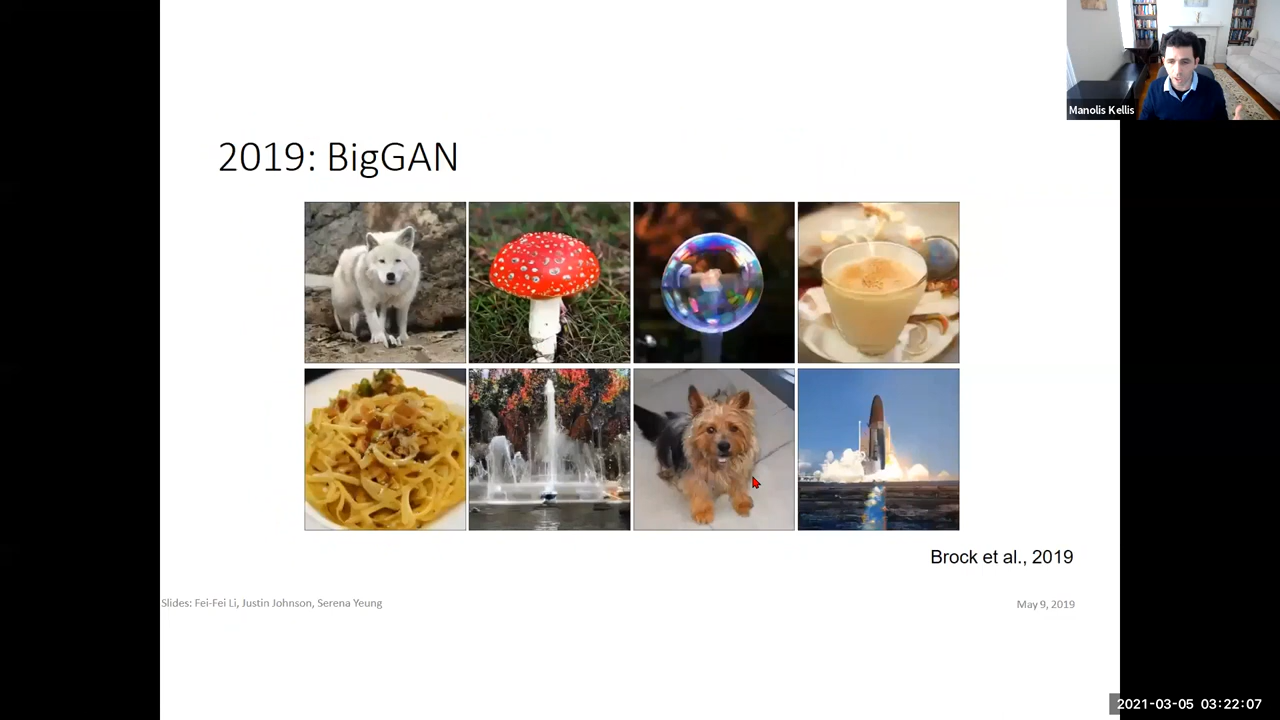 Manolis Kellis
2019: BigGAN
Brock et al., 2019
Slides: Fei-Fei Li, Justin Johnson, Serena Yeung
May 9, 2019
2021-03-05 03:22:07